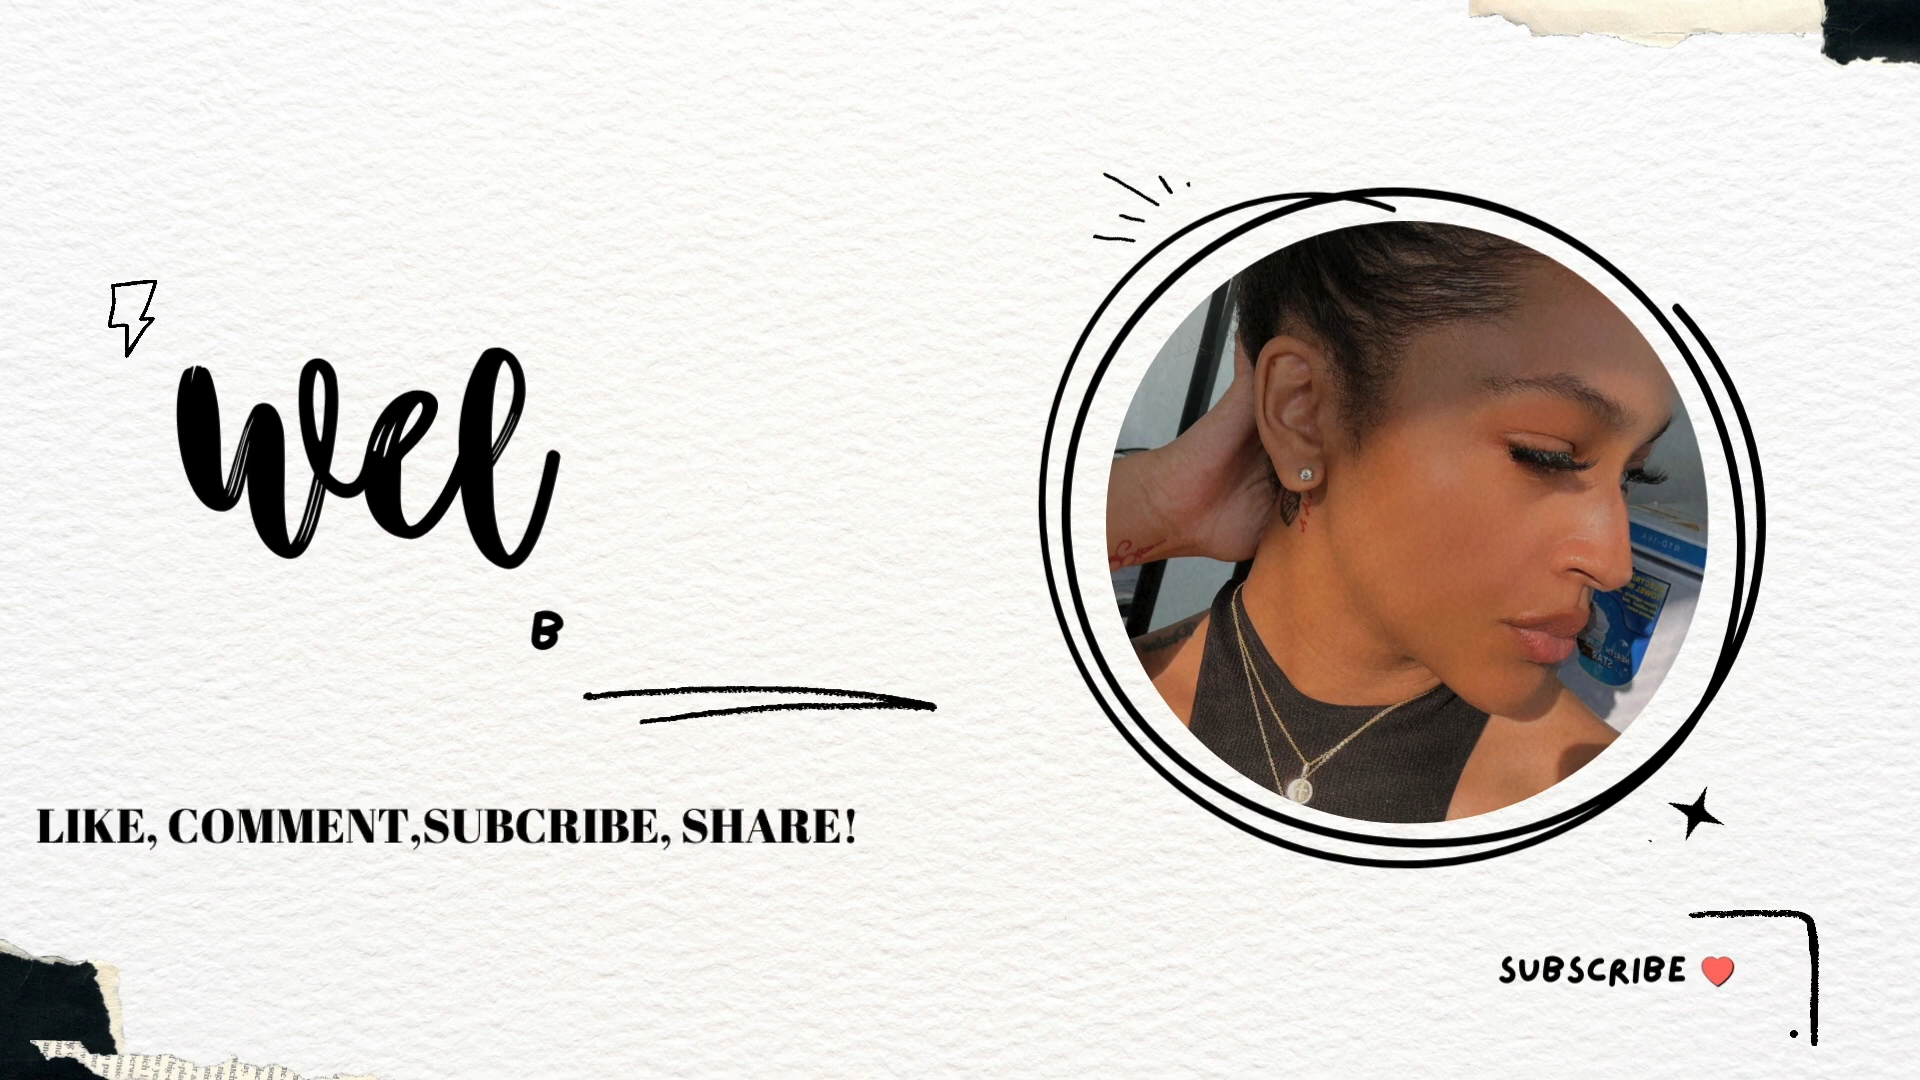 wel
B
LIKE, COMMENT,SUBCRIBE, SHARE!
SUBSCRIBE ❤️